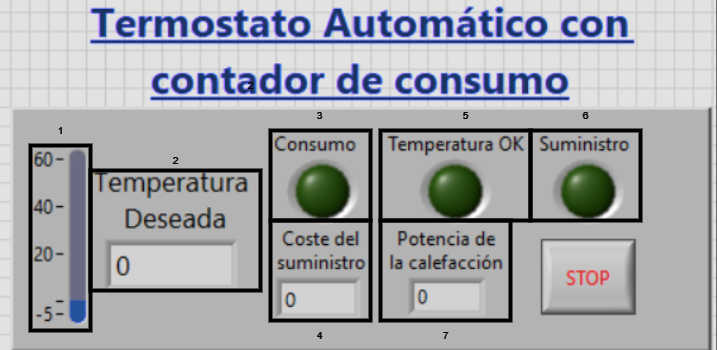 Termostato Automático con
contador de consumo
2
1
2
3
5
6
60
40
20
-5
Temperatura
Deseada
0
Consumo
Temperatura OK
Suministro
Coste del
suministro
0
Potencia de
la calefacción
0
STOP
4
7